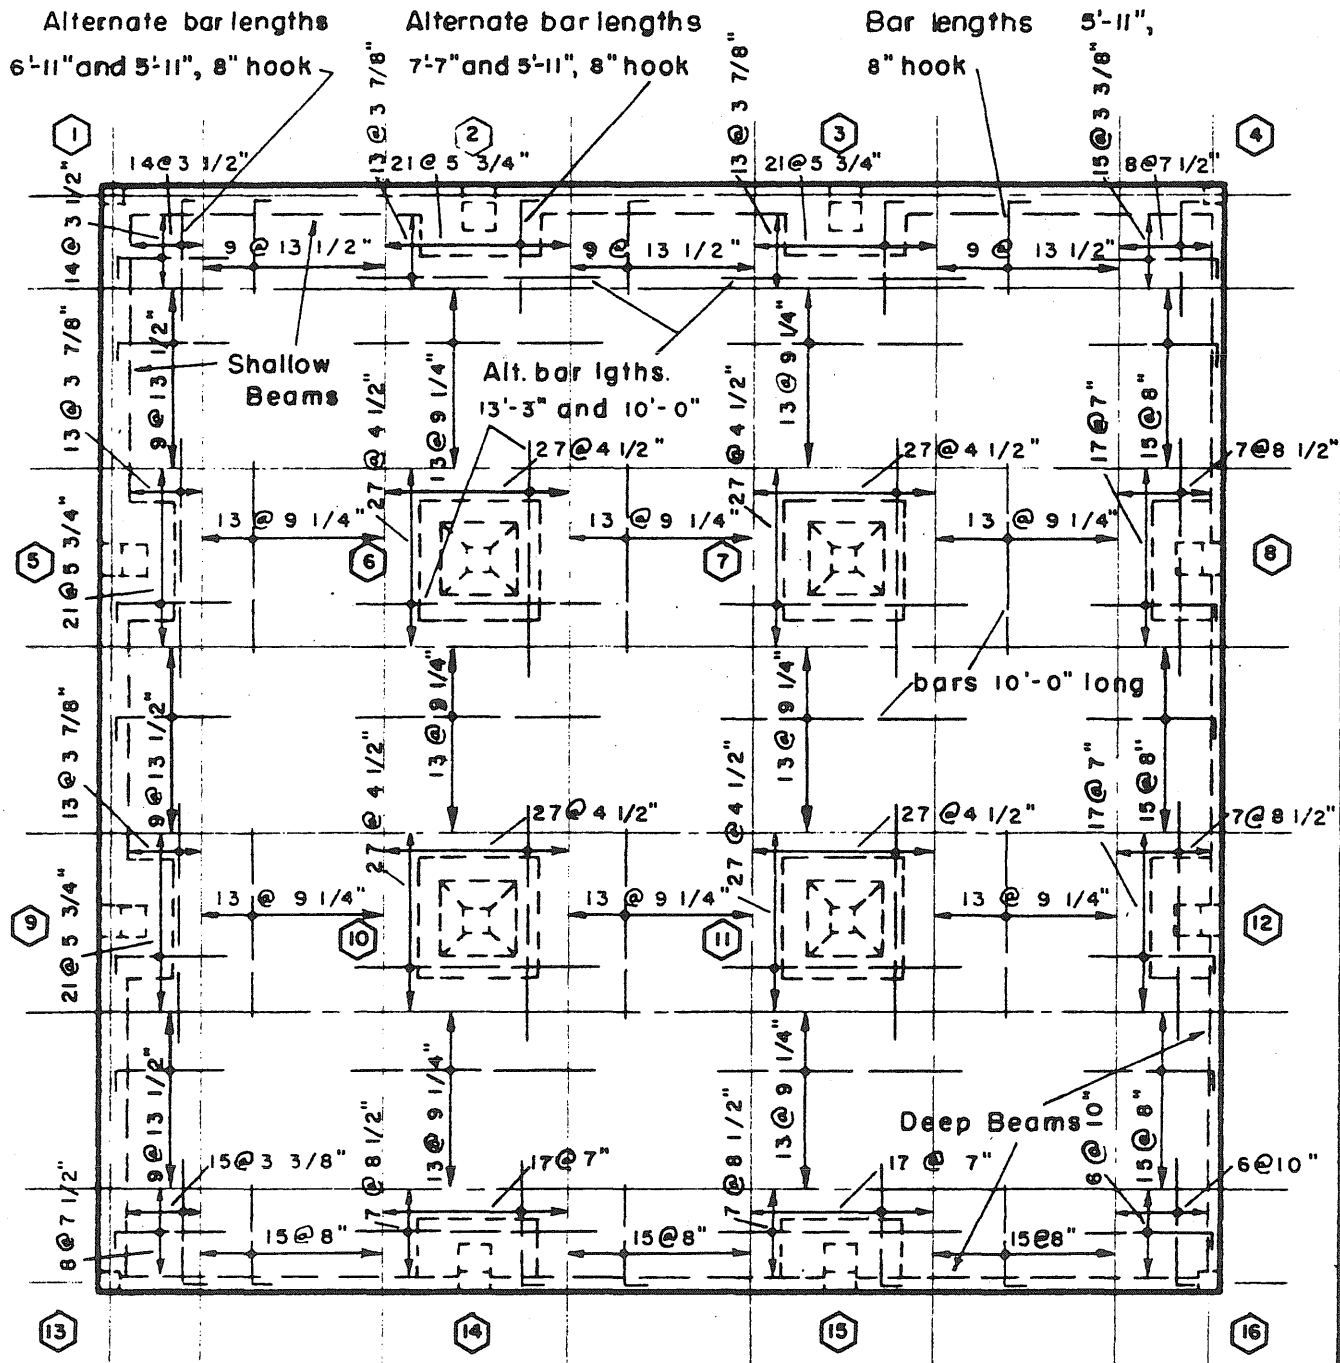 Alternate bar lengths
6'-11" and 5'-11", 8" hook
Alternate bar lengths
7'-7" and 5'-11", 8" hook
Bar lengths 5'-11",
8" hook
1
2
3
4
14@3 1/2"
13@3 7/8"
21@5 3/4"
13@3 7/8"
21@5 3/4"
15@3 3/8"
8@7 1/2"
14@3 1/2"
9 @ 13 1/2"
9 @ 13 1/2"
9 @ 13 1/2"
13@3 7/8"
9@13 1/2"
Shallow
Beams
27 @ 4 1/2"
13@9 1/4"
Alt. bar lgths.
13'-3" and 10'-0"
27 @ 4 1/2"
13@9 1/4"
17@7"
15@8"
27@4 1/2"
27@4 1/2"
7@8 1/2"
5
21@5 3/4"
13 @ 9 1/4"
6
13 @ 9 1/4"
7
13 @ 9 1/4"
8
bars 10'-0" long
13@3 7/8"
9@13 1/2"
27 @ 4 1/2"
13@9 1/4"
27 @4 1/2"
13@9 1/4"
17@7"
15@8"
27@4 1/2"
27 @4 1/2"
7@8 1/2"
9
21@5 3/4"
13 @ 9 1/4"
10
13 @ 9 1/4"
11
13 @ 9 1/4"
12
9@13 1/2"
13@9 1/4"
13@9 1/4"
Deep Beams
6@10"
15@8"
8@7 1/2"
15@3 3/8"
7@8 1/2"
17@7"
7@8 1/2"
17 @ 7"
6@10"
15@8"
15@8"
15@8"
13
14
15
16